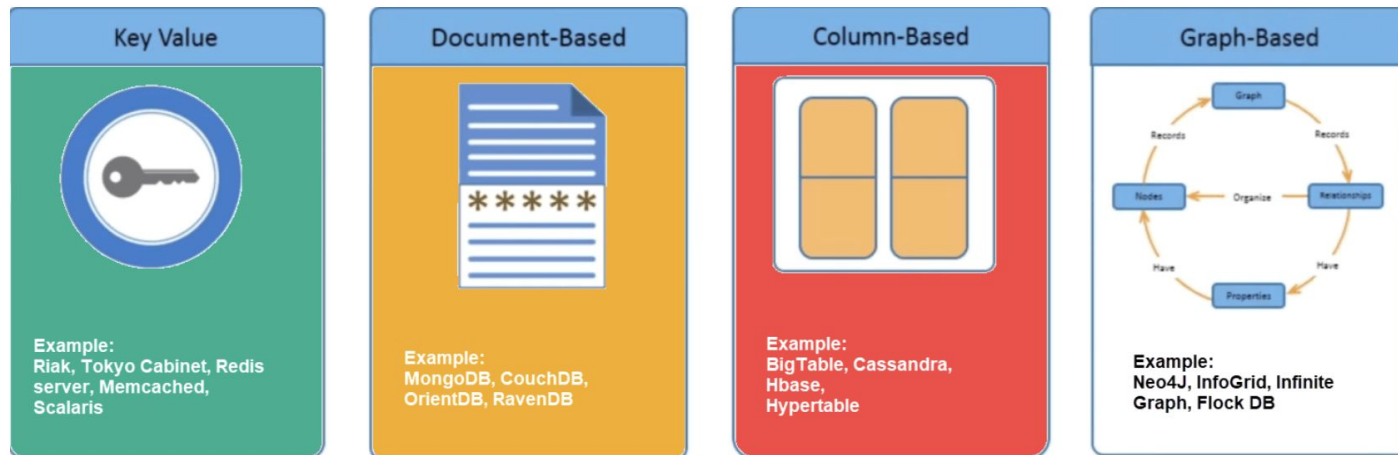 Key Value
Example:
Riak, Tokyo Cabinet, Redis
server, Memcached,
Scalaris
Document-Based
*****
Example:
MongoDB, CouchDB,
OrientDB, RavenDB
Column-Based
Example:
BigTable, Cassandra,
Hbase,
Hypertable
Graph-Based
Graph
Records
Records
Nodes
Organize
Relationships
Have
Have
Properties
Example:
Neo4J, InfoGrid, Infinite
Graph, Flock DB